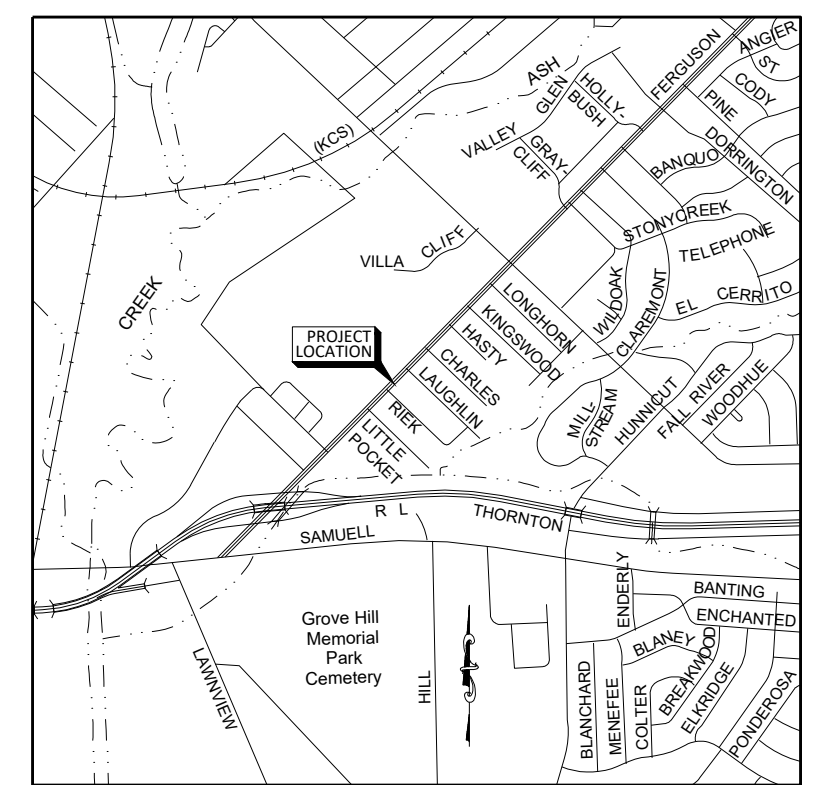 ANGIER
ST
FERGUSON
CODY
PINE
ASH
GLEN
HOLLY-
BUSH
VALLEY
GRAY-
CLIFF
DORRINGTON
BANQUO
(KCS)
STONYCREEK
TELEPHONE
VILLA CLIFF
CREEK
EL CERRITO
WILDOAK
CLAREMONT
LONGHORN
KINGSWOOD
HASTY
CHARLES
LAUGHLIN
RIEK
LITTLE
POCKET
PROJECT
LOCATION
MILL-
STREAM
HUNNICUT
FALL RIVER
WOODHUE
R L THORNTON
SAMUELL
BANTING
ENCHANTED
ENDERLY
BLANEY
BREAKWOOD
ELKRIDGE
PONDEROSA
BLANCHARD
MENEFEE
COLTER
Grove Hill
Memorial
Park
Cemetery
LAWNVIEW
HILL